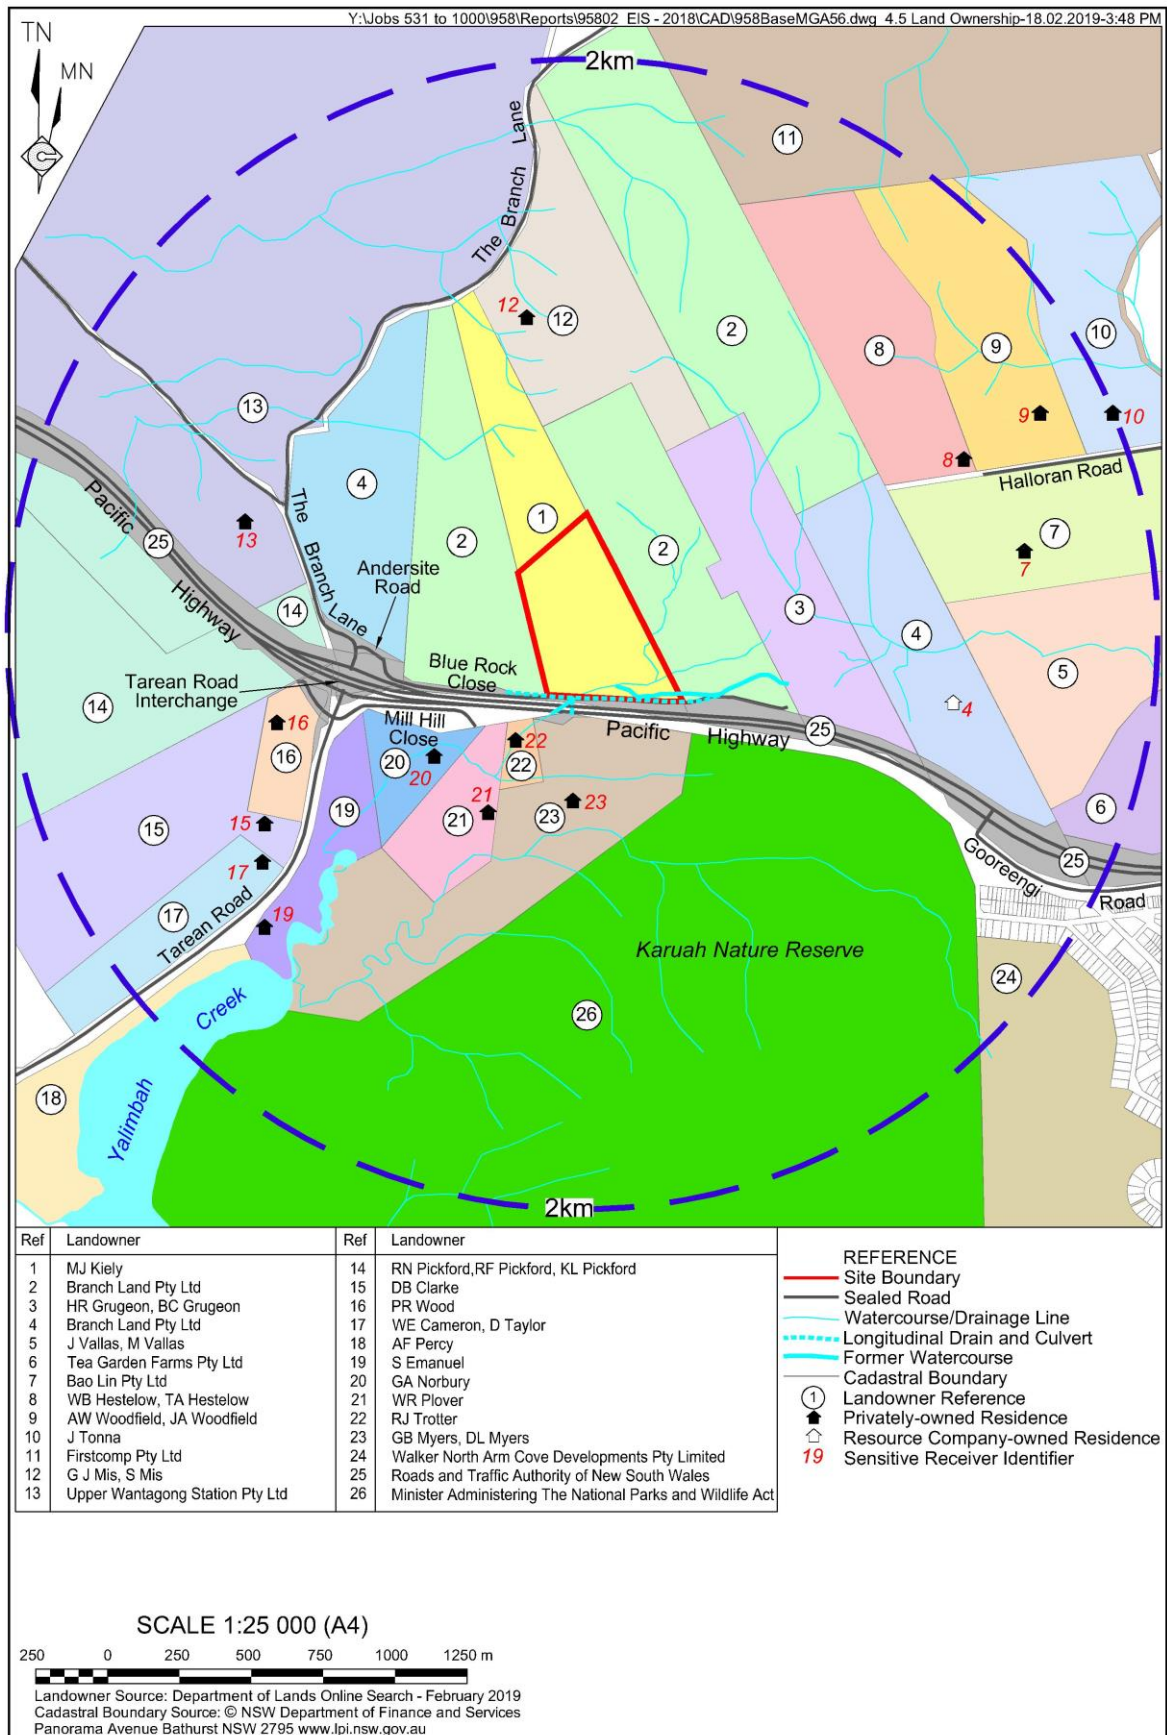 Y:\Jobs 531 to 1000\958\Reports\95802_EIS - 2018\CAD\958BaseMGA56.dwg_4.5 Land Ownership-18.02.2019-3:48 PM
TN
MN
2km
The Branch Lane
11
12
12
2
8
9
10
9
10
8
Halloran Road
13
4
1
2
2
7
7
Pacific
Highway
25
13
The Branch Lane
Andersite
Road
14
3
4
5
4
Blue Rock
Close
Tarean Road
Interchange
14
16
16
Mill Hill
Close
20
20
22
22
Pacific Highway
25
6
15
15
19
21
21
23
23
Gooreengi Road
25
17
17
Tarean Road
19
Karuah Nature Reserve
24
26
Yalimbah Creek
18
2km
Ref Landowner
1 MJ Kiely
2 Branch Land Pty Ltd
3 HR Grugeon, BC Grugeon
4 Branch Land Pty Ltd
5 J Vallas, M Vallas
6 Tea Garden Farms Pty Ltd
7 Bao Lin Pty Ltd
8 WB Hestelow, TA Hestelow
9 AW Woodfield, JA Woodfield
10 J Tonna
11 Firstcomp Pty Ltd
12 G J Mis, S Mis
13 Upper Wantagong Station Pty Ltd
Ref Landowner
14 RN Pickford,RF Pickford, KL Pickford
15 DB Clarke
16 PR Wood
17 WE Cameron, D Taylor
18 AF Percy
19 S Emanuel
20 GA Norbury
21 WR Plover
22 RJ Trotter
23 GB Myers, DL Myers
24 Walker North Arm Cove Developments Pty Limited
25 Roads and Traffic Authority of New South Wales
26 Minister Administering The National Parks and Wildlife Act
REFERENCE
Site Boundary
Sealed Road
Watercourse/Drainage Line
Longitudinal Drain and Culvert
Former Watercourse
Cadastral Boundary
1 Landowner Reference
Privately-owned Residence
Resource Company-owned Residence
19 Sensitive Receiver Identifier
SCALE 1:25 000 (A4)
250 0 250 500 750 1000 1250 m
Landowner Source: Department of Lands Online Search - February 2019
Cadastral Boundary Source: © NSW Department of Finance and Services
Panorama Avenue Bathurst NSW 2795 www.lpi.nsw.gov.au